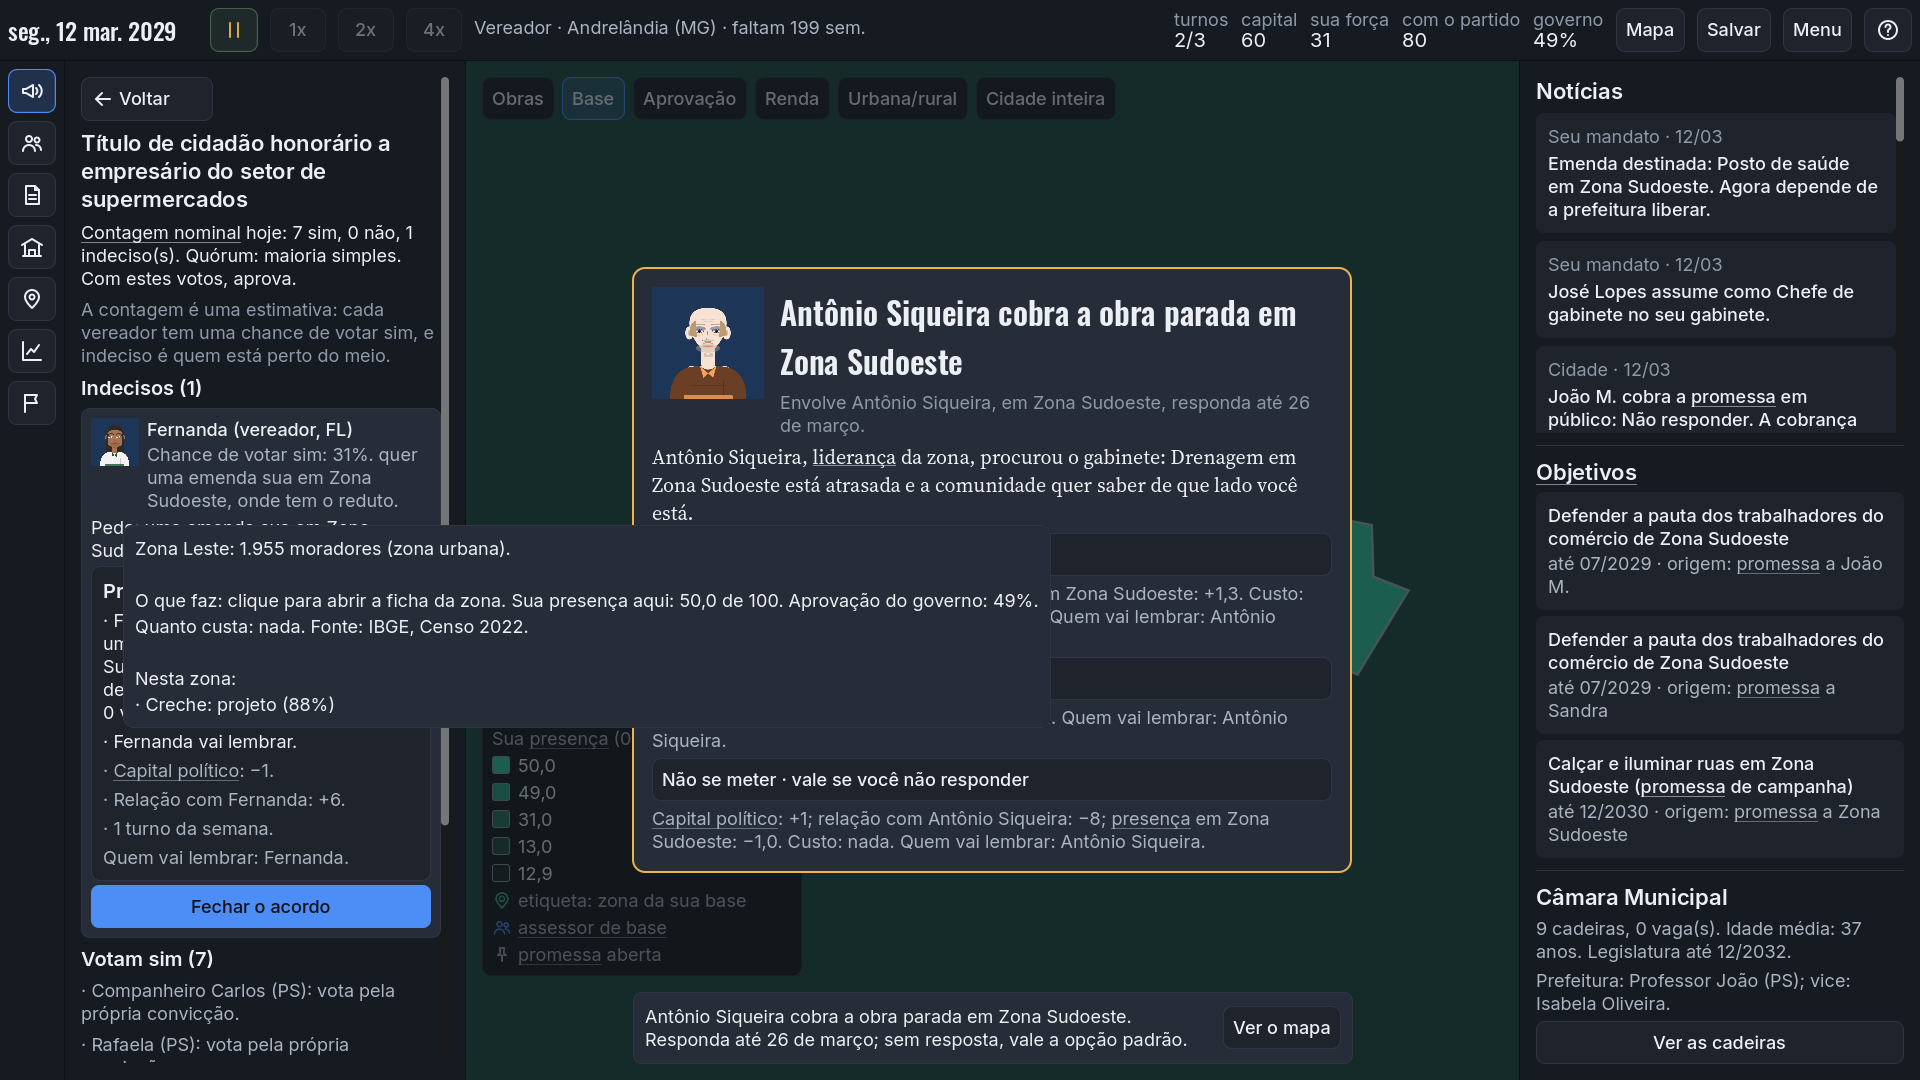 seg., 12 mar. 2029
1x
2x
4x
Vereador · Andrelândia (MG) · faltam 199 sem.
turnos
2/3
capital
60
sua força
31
com o partido
80
governo
49%
Mapa
Salvar
Menu
Voltar
Título de cidadão honorário a
empresário do setor de
supermercados
Contagem nominal hoje: 7 sim, 0 não, 1
indeciso(s). Quórum: maioria simples.
Com estes votos, aprova.
A contagem é uma estimativa: cada
vereador tem uma chance de votar sim, e
indeciso é quem está perto do meio.
Indecisos (1)
Fernanda (vereador, FL)
Chance de votar sim: 31%. quer
uma emenda sua em Zona
Sudoeste, onde tem o reduto.
· Fernanda vai lembrar.
· Capital político: −1.
· Relação com Fernanda: +6.
· 1 turno da semana.
Quem vai lembrar: Fernanda.
Fechar o acordo
Votam sim (7)
· Companheiro Carlos (PS): vota pela
própria convicção.
· Rafaela (PS): vota pela própria
Obras
Base
Aprovação
Renda
Urbana/rural
Cidade inteira
Antônio Siqueira cobra a obra parada em
Zona Sudoeste
Envolve Antônio Siqueira, em Zona Sudoeste, responda até 26
de março.
Antônio Siqueira, liderança da zona, procurou o gabinete: Drenagem em
Zona Sudoeste está atrasada e a comunidade quer saber de que lado você
está.
Zona Leste: 1.955 moradores (zona urbana).
O que faz: clique para abrir a ficha da zona. Sua presença aqui: 50,0 de 100. Aprovação do governo: 49%.
Quanto custa: nada. Fonte: IBGE, Censo 2022.
Nesta zona:
· Creche: projeto (88%)
Zona Sudoeste: +1,3. Custo:
Quem vai lembrar: Antônio
. Quem vai lembrar: Antônio
Siqueira.
Não se meter · vale se você não responder
Capital político: +1; relação com Antônio Siqueira: −8; presença em Zona
Sudoeste: −1,0. Custo: nada. Quem vai lembrar: Antônio Siqueira.
Sua presença (0
50,0
49,0
31,0
13,0
12,9
etiqueta: zona da sua base
assessor de base
promessa aberta
Antônio Siqueira cobra a obra parada em Zona Sudoeste.
Responda até 26 de março; sem resposta, vale a opção padrão.
Ver o mapa
Notícias
Seu mandato · 12/03
Emenda destinada: Posto de saúde
em Zona Sudoeste. Agora depende de
a prefeitura liberar.
Seu mandato · 12/03
José Lopes assume como Chefe de
gabinete no seu gabinete.
Cidade · 12/03
João M. cobra a promessa em
público: Não responder. A cobrança
Objetivos
Defender a pauta dos trabalhadores do
comércio de Zona Sudoeste
até 07/2029 · origem: promessa a João
M.
Defender a pauta dos trabalhadores do
comércio de Zona Sudoeste
até 07/2029 · origem: promessa a
Sandra
Calçar e iluminar ruas em Zona
Sudoeste (promessa de campanha)
até 12/2030 · origem: promessa a Zona
Sudoeste
Câmara Municipal
9 cadeiras, 0 vaga(s). Idade média: 37
anos. Legislatura até 12/2032.
Prefeitura: Professor João (PS); vice:
Isabela Oliveira.
Ver as cadeiras